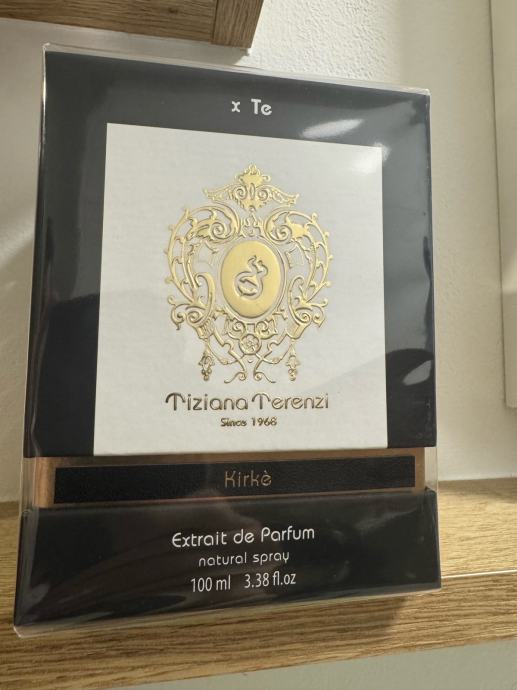 x Te
Tiziana Terenzi
Since 1968
Kirkè
Extrait de Parfum
natural spray
100 ml 3.38 fl.oz